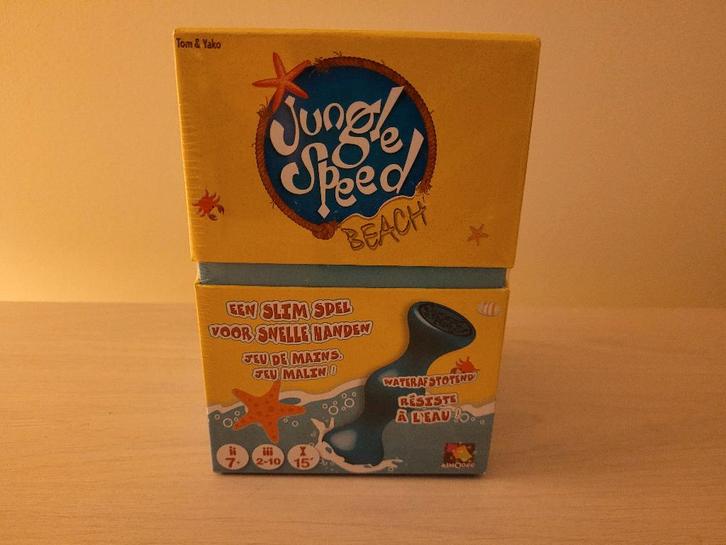 Tom & Yako
Jungle
Speed
BEACH
EEN SLIM SPEL
VOOR SNELLE HANDEN
JEU DE MAINS,
JEU MALIN !
WATERAFSTOTEND
RÉSISTE
À L'EAU !
7+
2-10
15'
asmodee